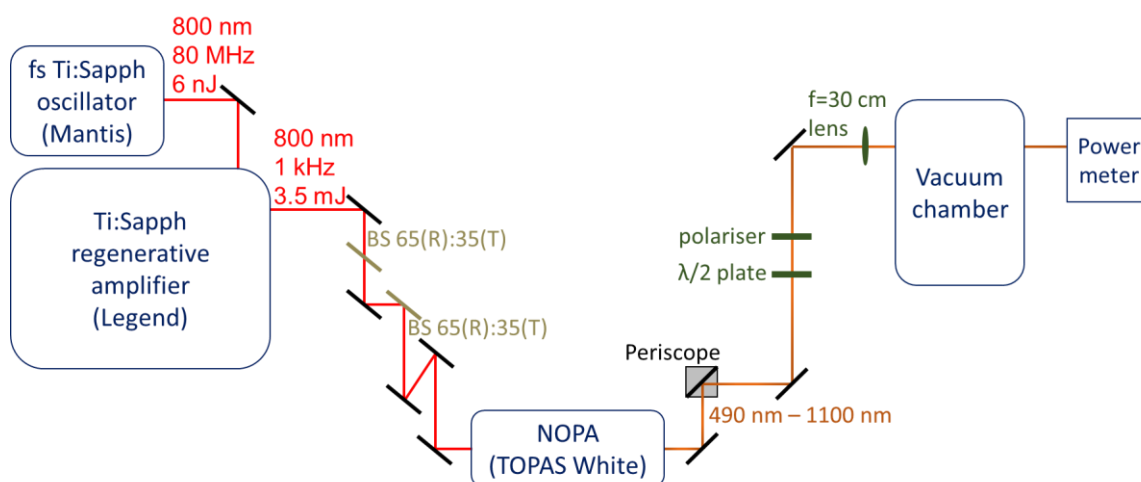 fs Ti:Sapph
oscillator
(Mantis)
800 nm
80 MHz
6 nJ
Ti:Sapph
regenerative
amplifier
(Legend)
800 nm
1 kHz
3.5 mJ
BS 65(R):35(T)
BS 65(R):35(T)
NOPA
(TOPAS White)
Periscope
490 nm – 1100 nm
polariser
λ/2 plate
f=30 cm
lens
Vacuum
chamber
Power
meter